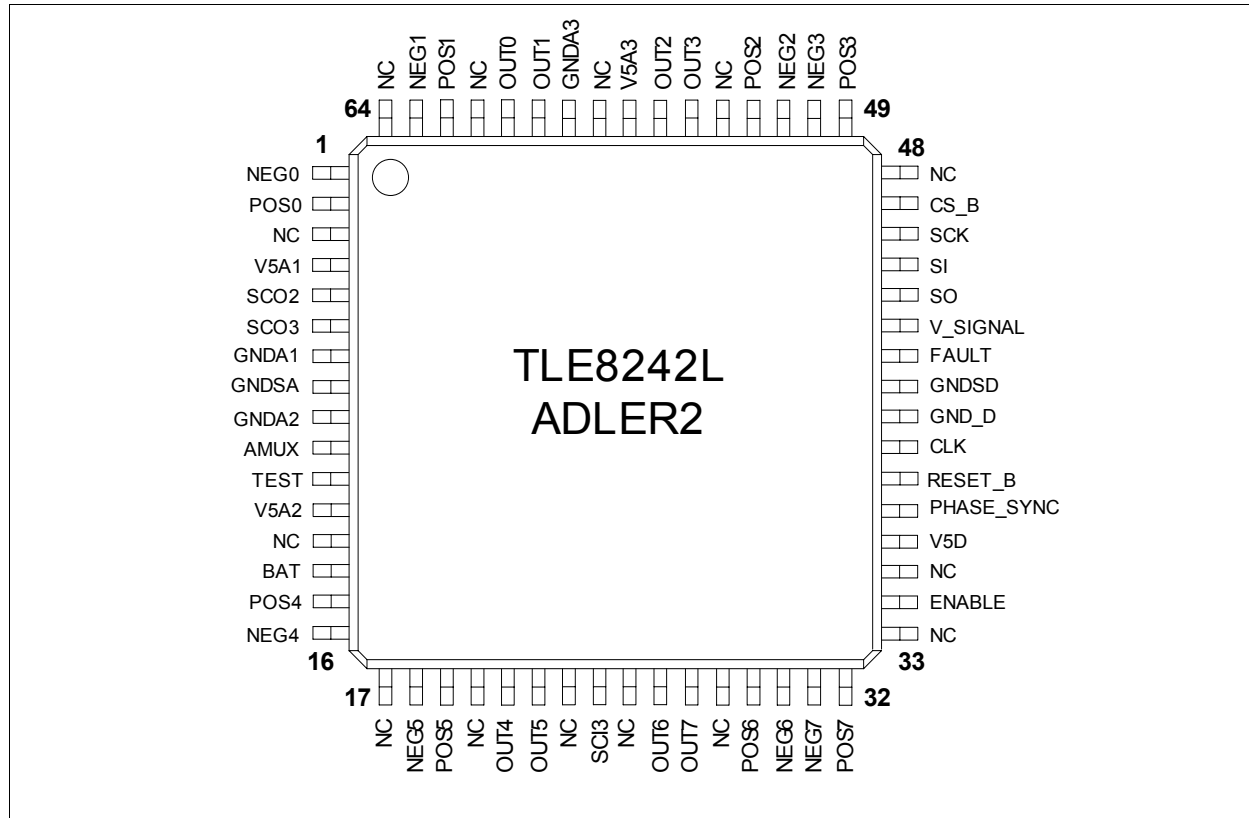 NC
NEG1
POS1
NC
OUT0
OUT1
GNDA3
NC
V5A3
OUT2
OUT3
NC
POS2
NEG2
NEG3
POS3
64
49
1
48
NEG0
POS0
NC
V5A1
SCO2
SCO3
GNDA1
GNDSA
GNDA2
AMUX
TEST
V5A2
NC
BAT
POS4
NEG4
TLE8242L
ADLER2
NC
CS_B
SCK
SI
SO
V_SIGNAL
FAULT
GNDSD
GND_D
CLK
RESET_B
PHASE_SYNC
V5D
NC
ENABLE
NC
16
33
17
32
NC
NEG5
POS5
NC
OUT4
OUT5
NC
SCI3
NC
OUT6
OUT7
NC
POS6
NEG6
NEG7
POS7